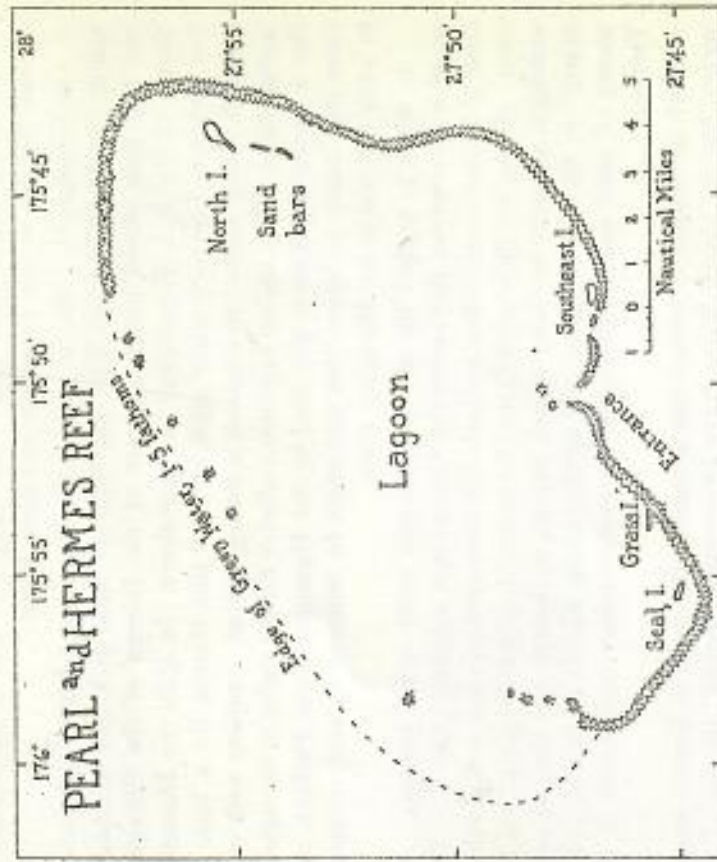 PEARL and HERMES REEF
176°
175°55'
175°50'
175°45'
28'
27°55'
27°50'
27°45'
Edge of Green Water, 1-5 fathoms
North I.
Sand
bars
Lagoon
Southeast I.
Entrance
Grass I.
Seal I.
1 0 1 2 3 4 5
Nautical Miles